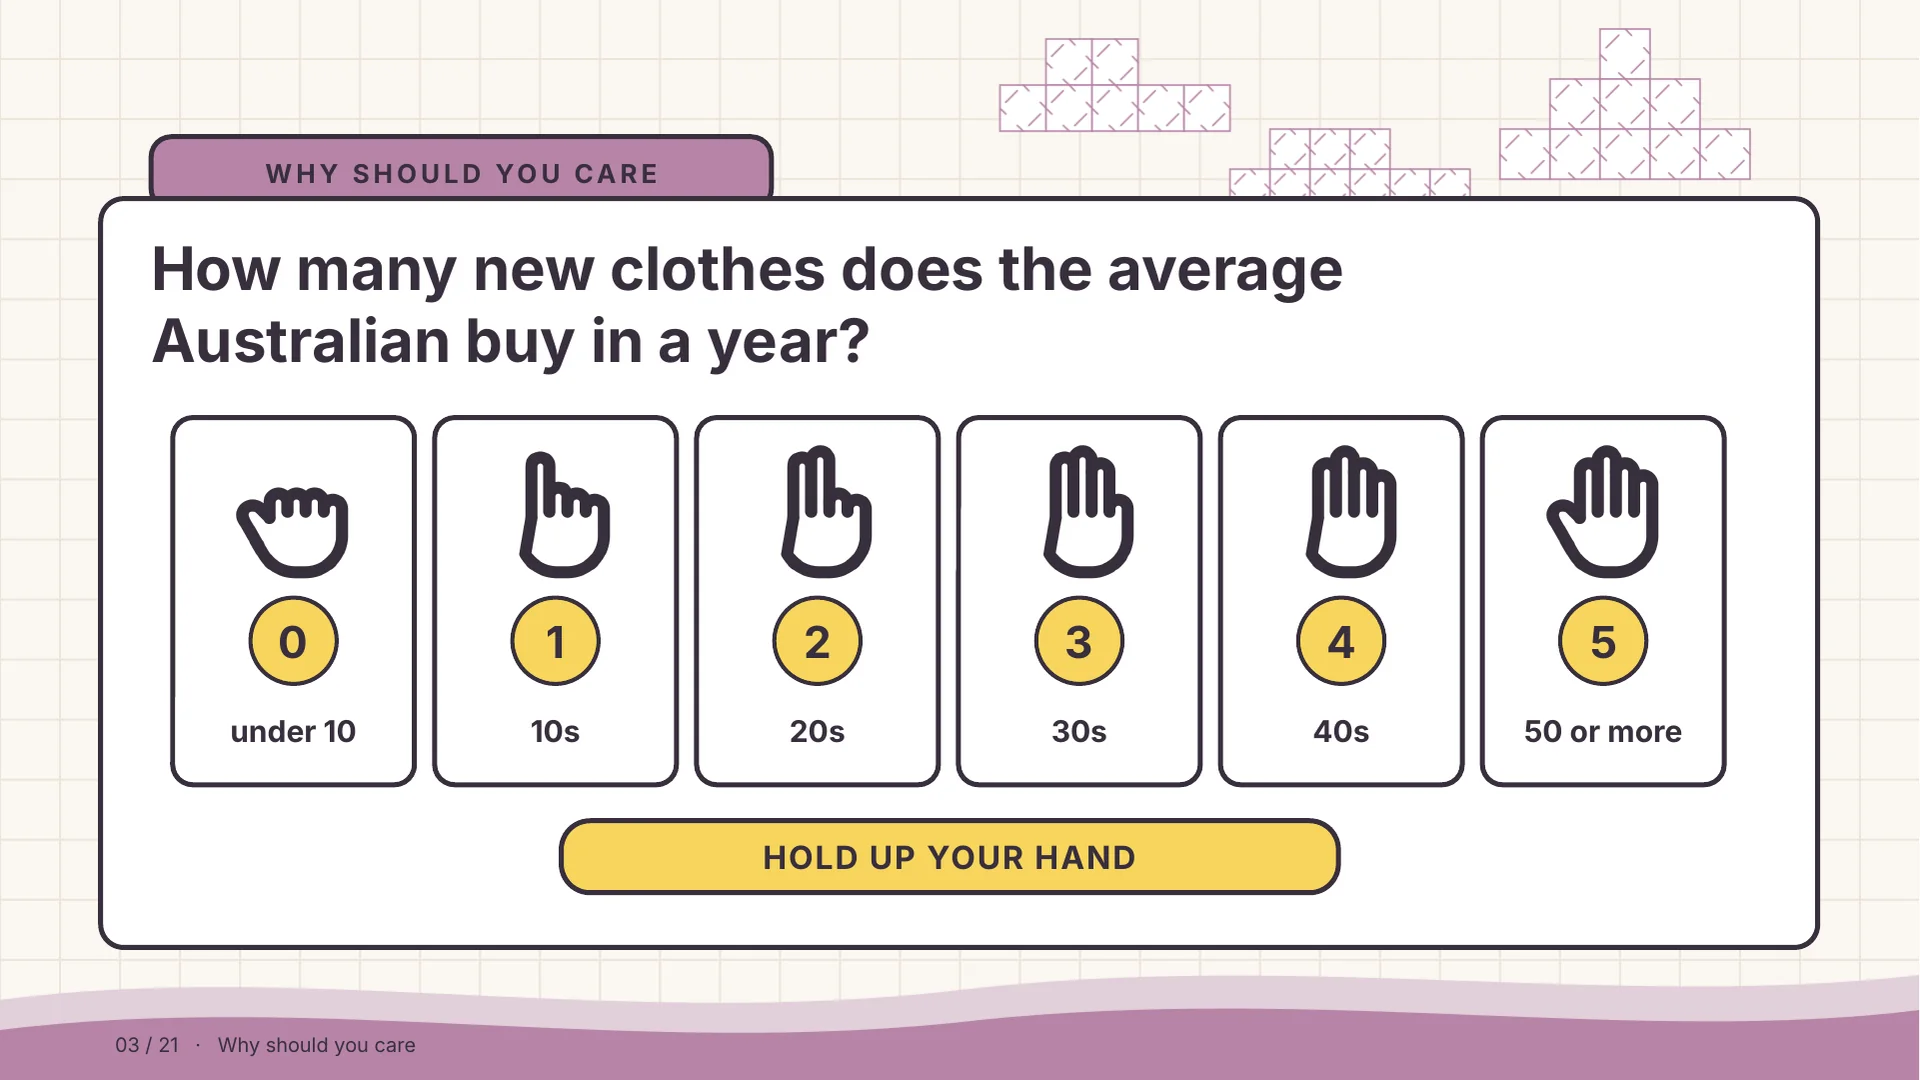 WHY SHOULD YOU CARE
How many new clothes does the average
Australian buy in a year?
0
under 10
1
10s
2
20s
3
30s
4
40s
5
50 or more
HOLD UP YOUR HAND
03 / 21 · Why should you care